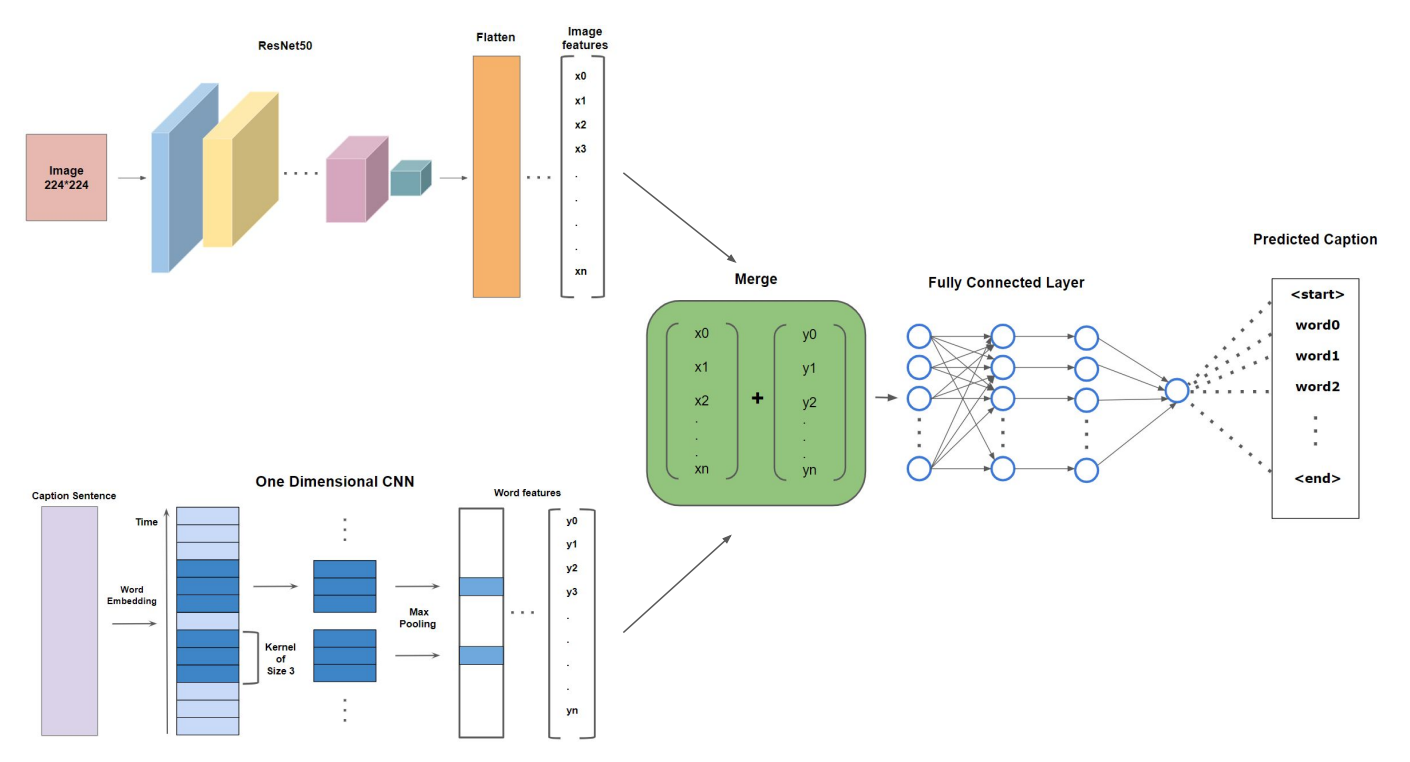 ResNet50
Image
224*224
Flatten
Image
features
x0
x1
x2
x3
.
.
.
.
xn
Caption Sentence
Word
Embedding
Time
One Dimensional CNN
Kernel
of
Size 3
Max
Pooling
Word features
y0
y1
y2
y3
.
.
.
.
yn
Merge
x0
x1
x2
.
.
.
xn
+
y0
y1
y2
.
.
.
yn
Fully Connected Layer
Predicted Caption
<start>
word0
word1
word2
<end>